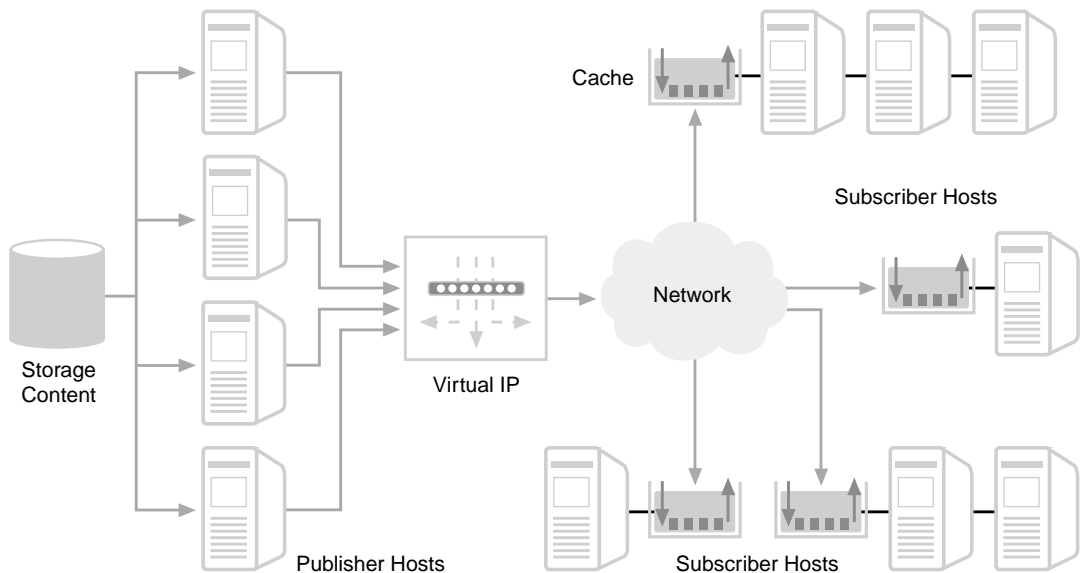 Cache
Subscriber Hosts
Network
Storage
Content
Virtual IP
Publisher Hosts
Subscriber Hosts